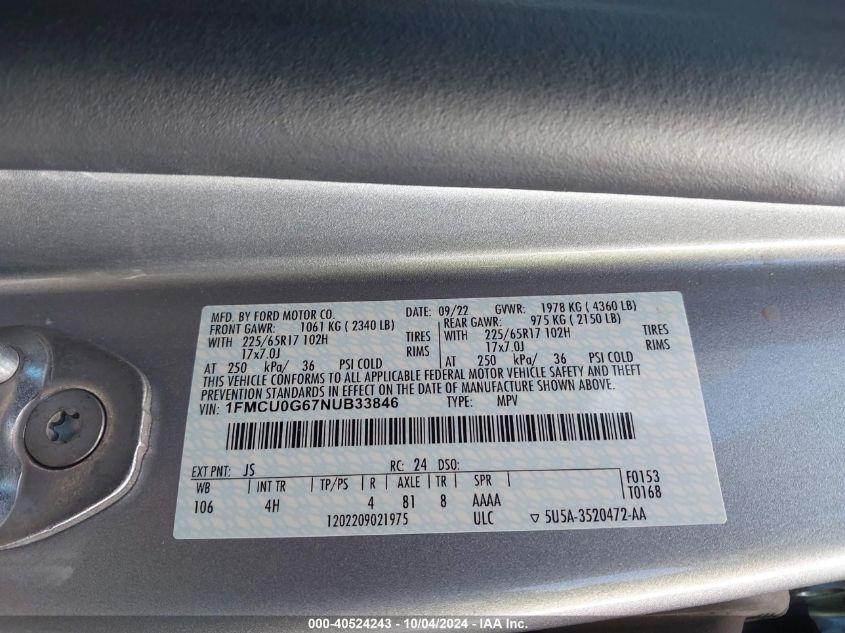 MFD. BY FORD MOTOR CO. DATE: 09/22 GVWR: 1978 KG ( 4360 LB)
FRONT GAWR: 1061 KG ( 2340 LB) REAR GAWR: 975 KG ( 2150 LB)
WITH 225/65R17 102H TIRES WITH 225/65R17 102H TIRES
17x7.0J RIMS 17x7.0J RIMS
AT 250 kPa/ 36 PSI COLD AT 250 kPa/ 36 PSI COLD
THIS VEHICLE CONFORMS TO ALL APPLICABLE FEDERAL MOTOR VEHICLE SAFETY AND THEFT
PREVENTION STANDARDS IN EFFECT ON THE DATE OF MANUFACTURE SHOWN ABOVE.
VIN: 1FMCU0G67NUB33846 TYPE: MPV
EXT PNT: JS RC: 24 DSO:
WB INT TR TP/PS R AXLE TR SPR F0153
106 4H 4 81 8 AAAA T0168
1202209021975 ULC ▽ 5U5A-3520472-AA
000-40524243 - 10/04/2024 - IAA Inc.